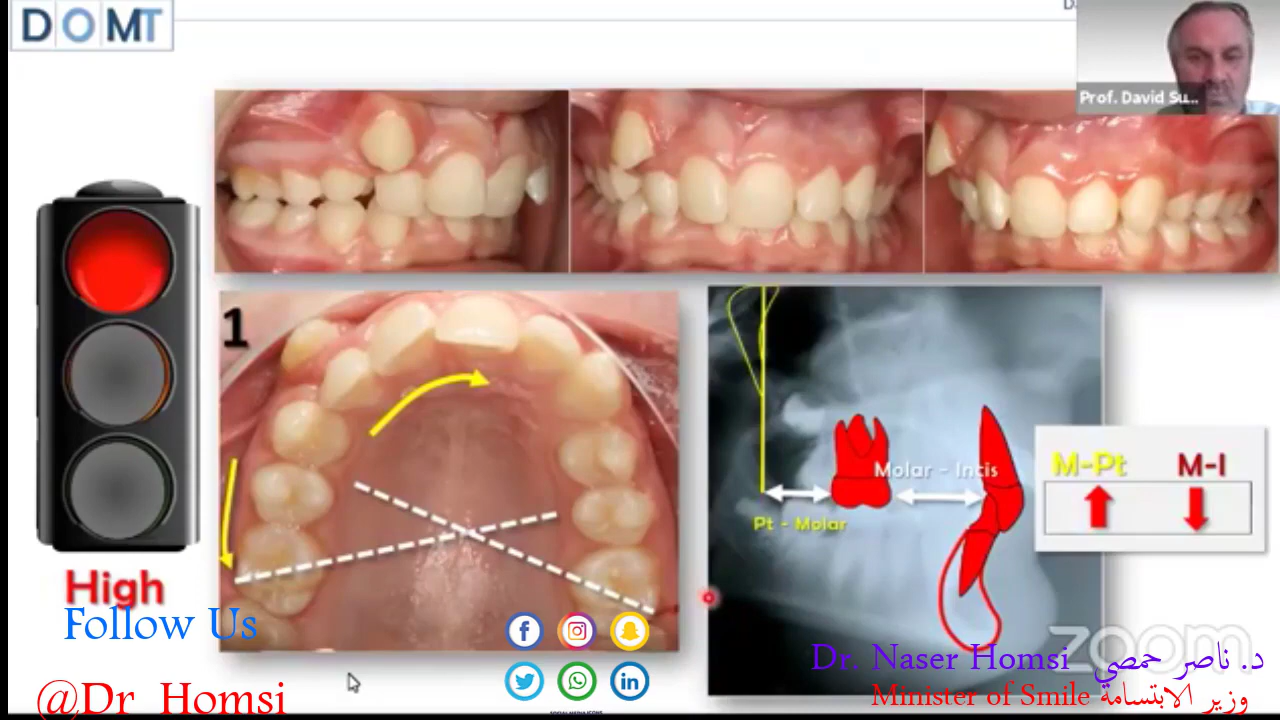 DOMT
Prof. David Su...
1
Molar - Incis
Pt - Molar
M-Pt M-I
High
Follow Us
@Dr_Homsi
zoom
Dr. Naser Homsi د. ناصر حمصي
Minister of Smile وزير الابتسامة